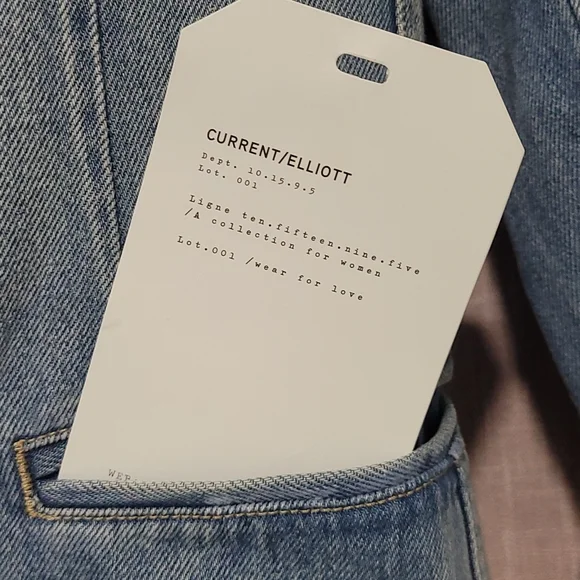 CURRENT/ELLIOTT
Dept. 10.15.9.5
Lot. 001
Ligne ten.fifteen.nine.five
/A collection for women
Lot.001 /wear for love